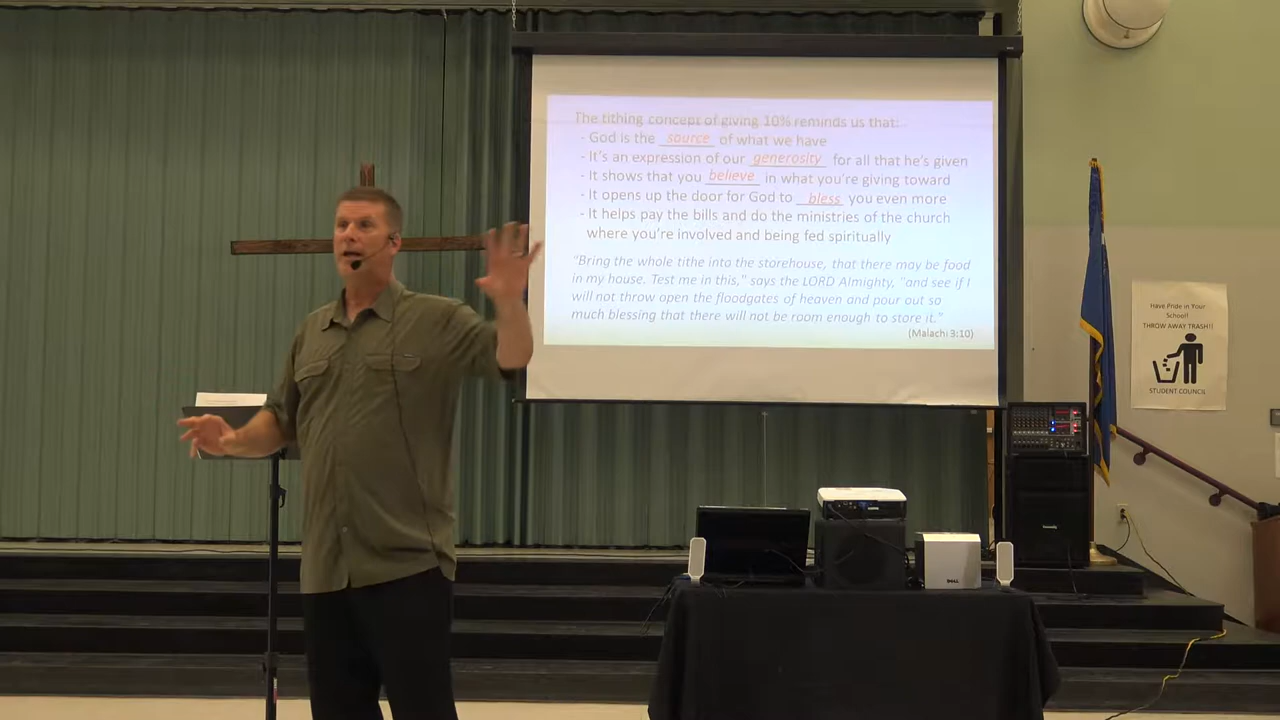 The tithing concept of giving 10% reminds us that:
- God is the source of what we have
- It's an expression of our generosity for all that he's given
- It shows that you believe in what you're giving toward
- It opens up the door for God to bless you even more
- It helps pay the bills and do the ministries of the church
where you're involved and being fed spiritually
"Bring the whole tithe into the storehouse, that there may be food
in my house. Test me in this," says the LORD Almighty, "and see if I
will not throw open the floodgates of heaven and pour out so
much blessing that there will not be room enough to store it."
(Malachi 3:10)
Have Pride in Your
School!
THROW AWAY TRASH!!
STUDENT COUNCIL
DELL